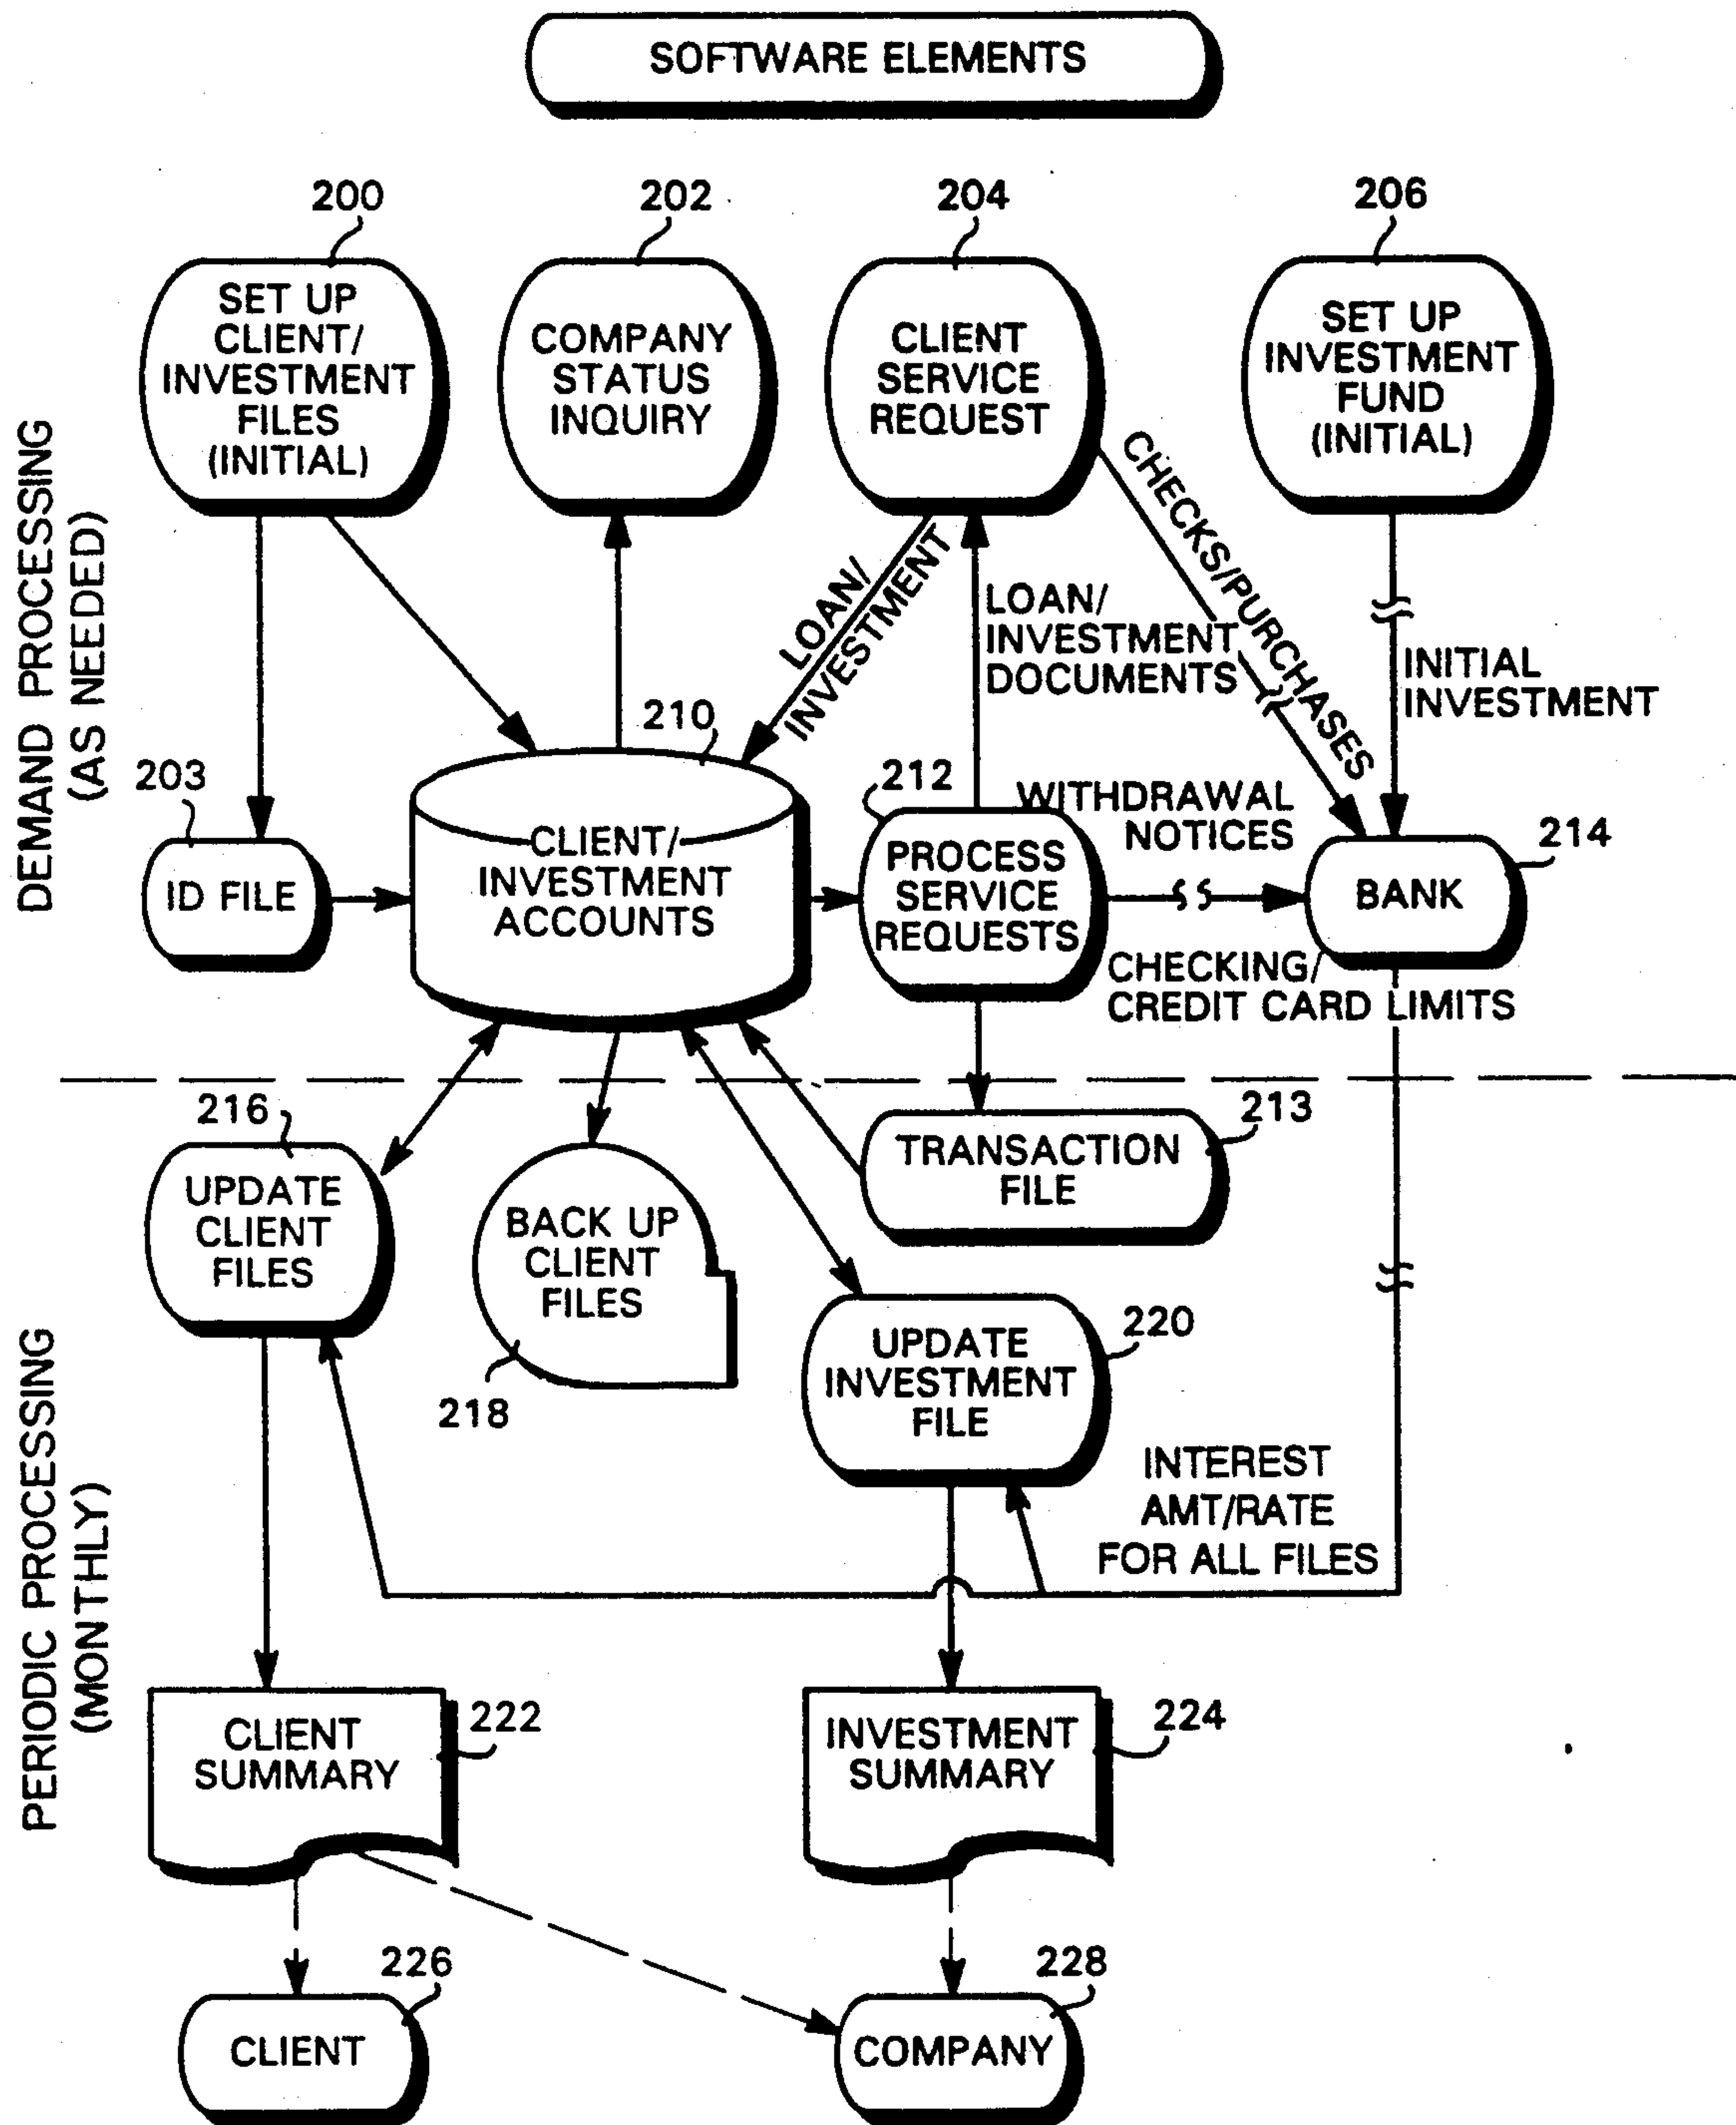 SOFTWARE ELEMENTS
200
202
204
206
SET UP
CLIENT/
INVESTMENT
FILES
(INITIAL)
COMPANY
STATUS
INQUIRY
CLIENT
SERVICE
REQUEST
SET UP
INVESTMENT
FUND
(INITIAL)
DEMAND PROCESSING
(AS NEEDED)
CHECKS/PURCHASES
LOAN/
INVESTMENT
LOAN/
INVESTMENT
DOCUMENTS
INITIAL
INVESTMENT
203
210
212
214
ID FILE
CLIENT/
INVESTMENT
ACCOUNTS
PROCESS
SERVICE
REQUESTS
WITHDRAWAL
NOTICES
BANK
CHECKING/
CREDIT CARD LIMITS
216
213
UPDATE
CLIENT
FILES
BACK UP
CLIENT
FILES
218
TRANSACTION
FILE
220
UPDATE
INVESTMENT
FILE
INTEREST
AMT/RATE
FOR ALL FILES
PERIODIC PROCESSING
(MONTHLY)
CLIENT
SUMMARY
222
INVESTMENT
SUMMARY
224
226
228
CLIENT
COMPANY